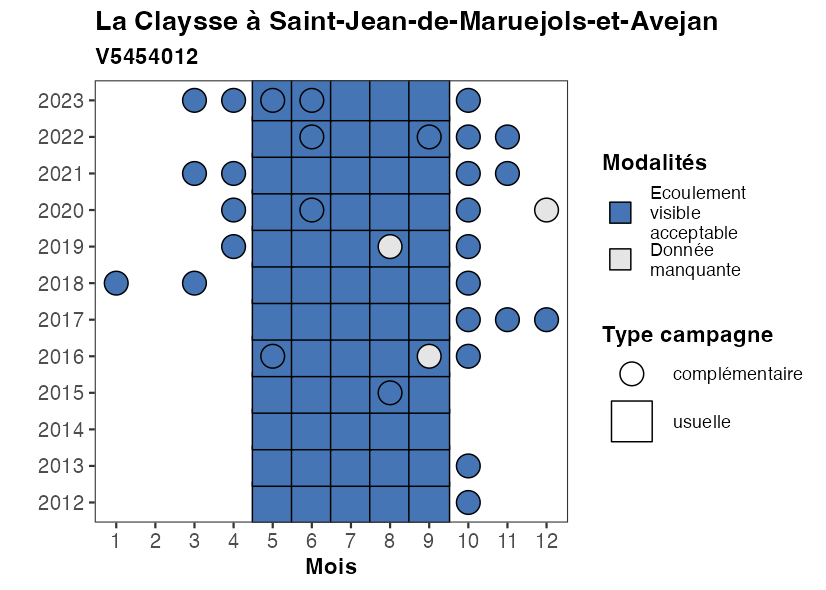 La Claysse à Saint-Jean-de-Maruejols-et-Avejan
V5454012
2023
2022
2021
2020
2019
2018
2017
2016
2015
2014
2013
2012
1 2 3 4 5 6 7 8 9 10 11 12
Mois
Modalités
Ecoulement
visible
acceptable
Donnée
manquante
Type campagne
complémentaire
usuelle